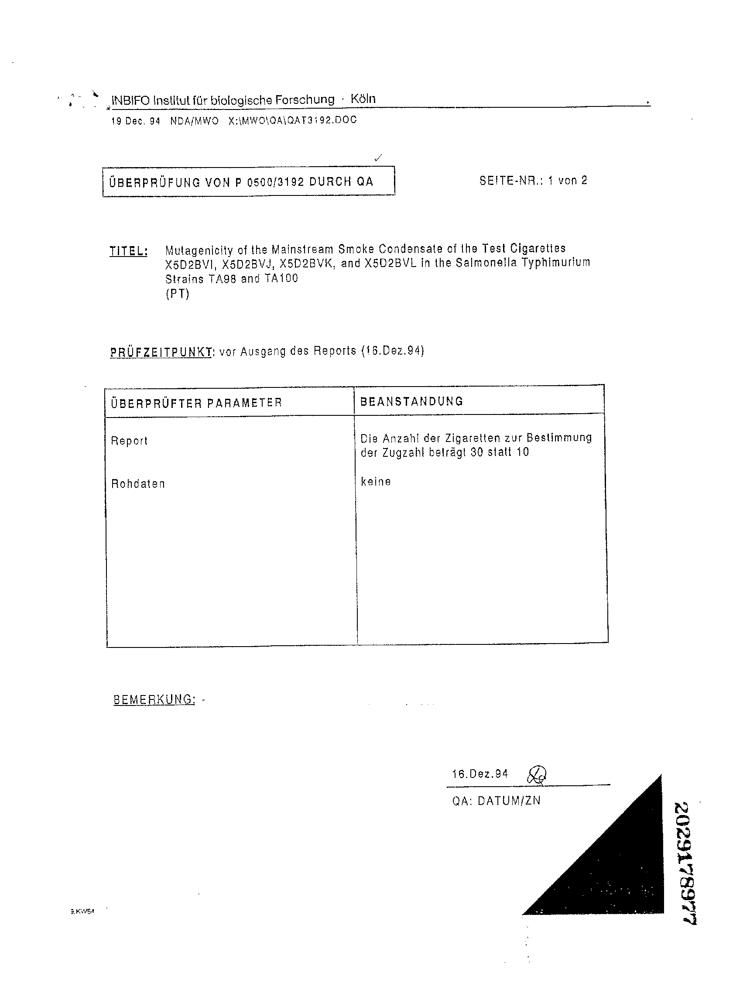 INBIFO Institut für biologische Forschung · Köln
19 Dec. 94 NDA/MWO X:\MWO\QA\QAT3192.DOC
ÜBERPRÜFUNG VON P 0500/3192 DURCH QA
SEITE-NR.: 1 von 2
TITEL: Mutagenicity of the Mainstream Smoke Condensate of the Test Cigarettes
X5D2BVI, X5D2BVJ, X5D2BVK, and X5D2BVL in the Salmonella Typhimurium
Strains TA98 and TA100
(PT)
PRÜFZEITPUNKT: vor Ausgang des Reports (16.Dez.94)
ÜBERPRÜFTER PARAMETER
BEANSTANDUNG
Report
Die Anzahl der Zigaretten zur Bestimmung
der Zugzahl beträgt 30 statt 10
Rohdaten
keine
BEMERKUNG: -
16.Dez.94
QA: DATUM/ZN
2029178977